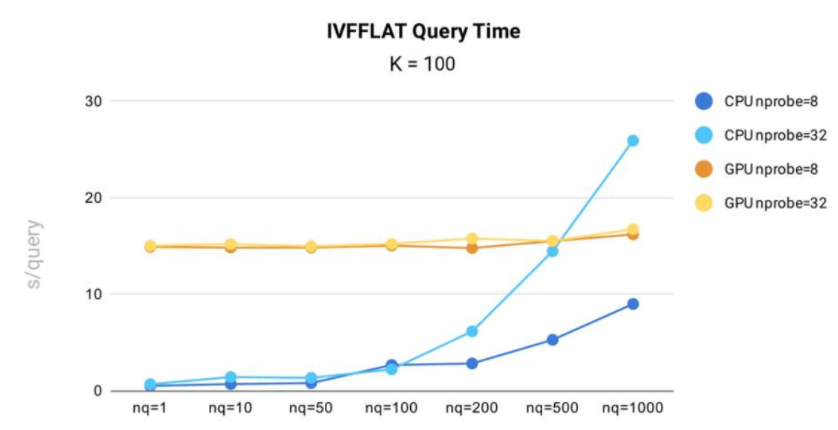 IVFFLAT Query Time
K = 100
s/query
30
20
10
0
nq=1 nq=10 nq=50 nq=100 nq=200 nq=500 nq=1000
CPU nprobe=8
CPU nprobe=32
GPU nprobe=8
GPU nprobe=32